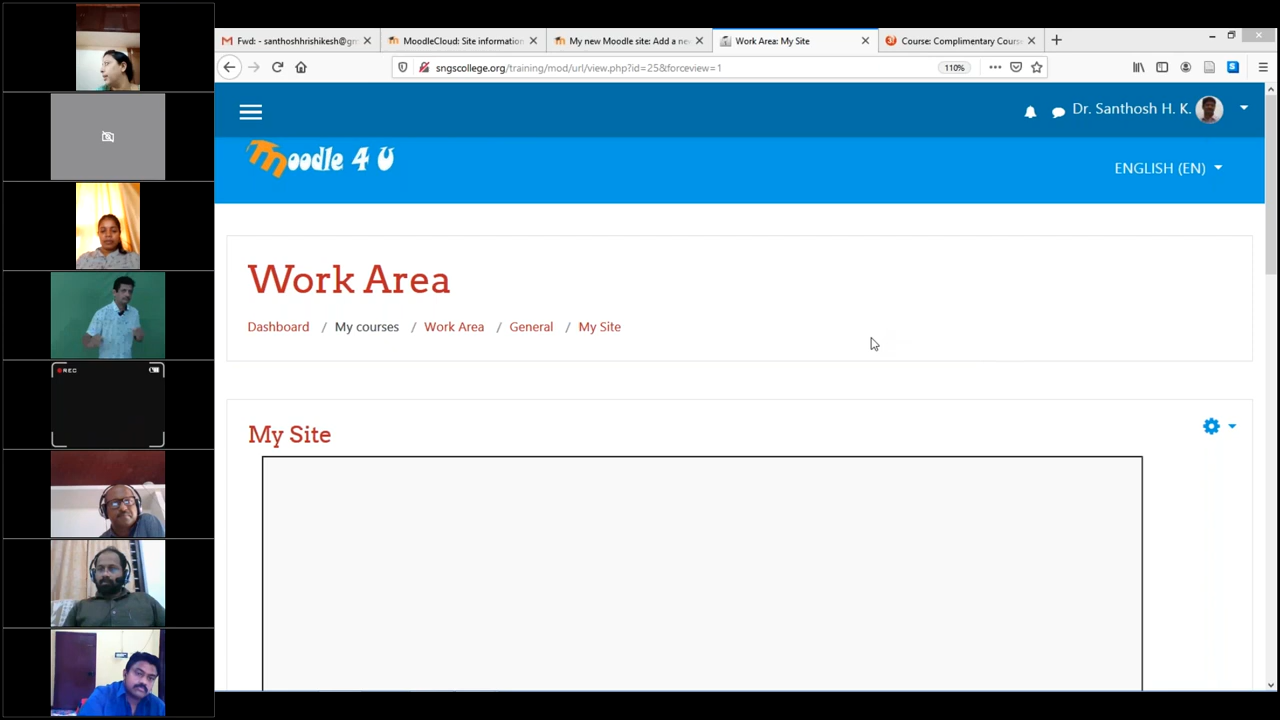 Fwd: - santhoshhrishikesh@gm
MoodleCloud: Site information
My new Moodle site: Add a ne
Work Area: My Site
Course: Complimentary Cours
sngscollege.org/training/mod/url/view.php?id=25&forceview=1
110%
Dr. Santhosh H. K.
Moodle 4 U
ENGLISH (EN)
Work Area
Dashboard / My courses / Work Area / General / My Site
My Site
REC